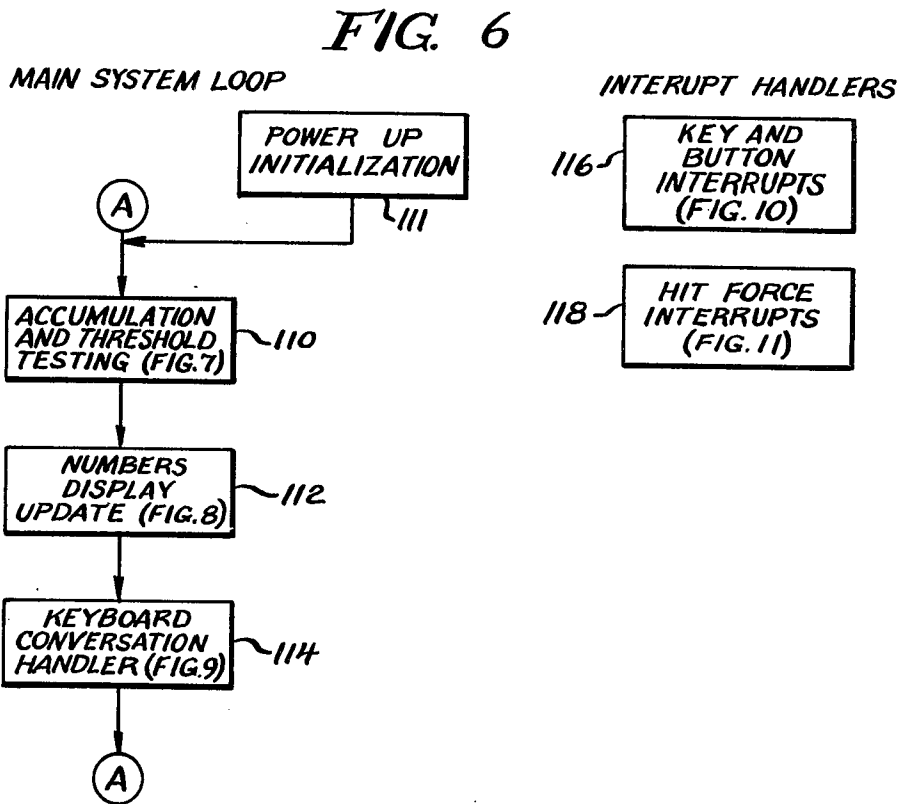 FIG. 6
MAIN SYSTEM LOOP
POWER UP
INITIALIZATION
111
A
ACCUMULATION
AND THRESHOLD
TESTING (FIG.7)
110
NUMBERS
DISPLAY
UPDATE (FIG.8)
112
KEYBOARD
CONVERSATION
HANDLER (FIG.9)
114
A
INTERUPT HANDLERS
KEY AND
BUTTON
INTERRUPTS
(FIG. 10)
116
HIT FORCE
INTERRUPTS
(FIG. 11)
118